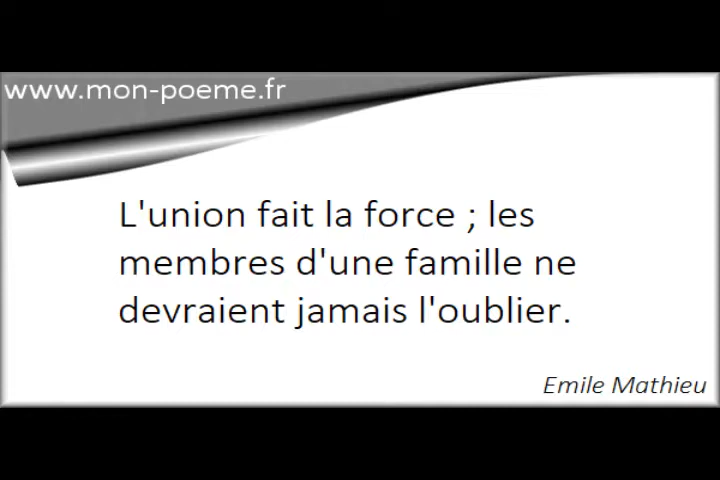 www.mon-poeme.fr
L'union fait la force ; les
membres d'une famille ne
devraient jamais l'oublier.
Emile Mathieu